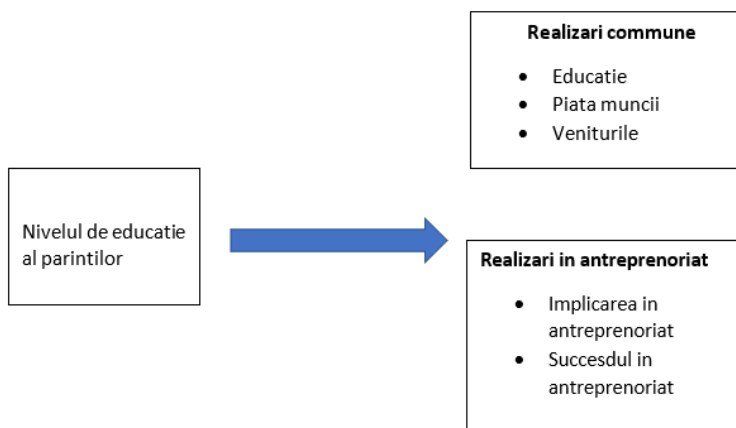 Realizari commune
• Educatie
• Piata muncii
• Veniturile
Nivelul de educatie
al parintilor
Realizari in antreprenoriat
• Implicarea in
antreprenoriat
• Succesdul in
antreprenoriat